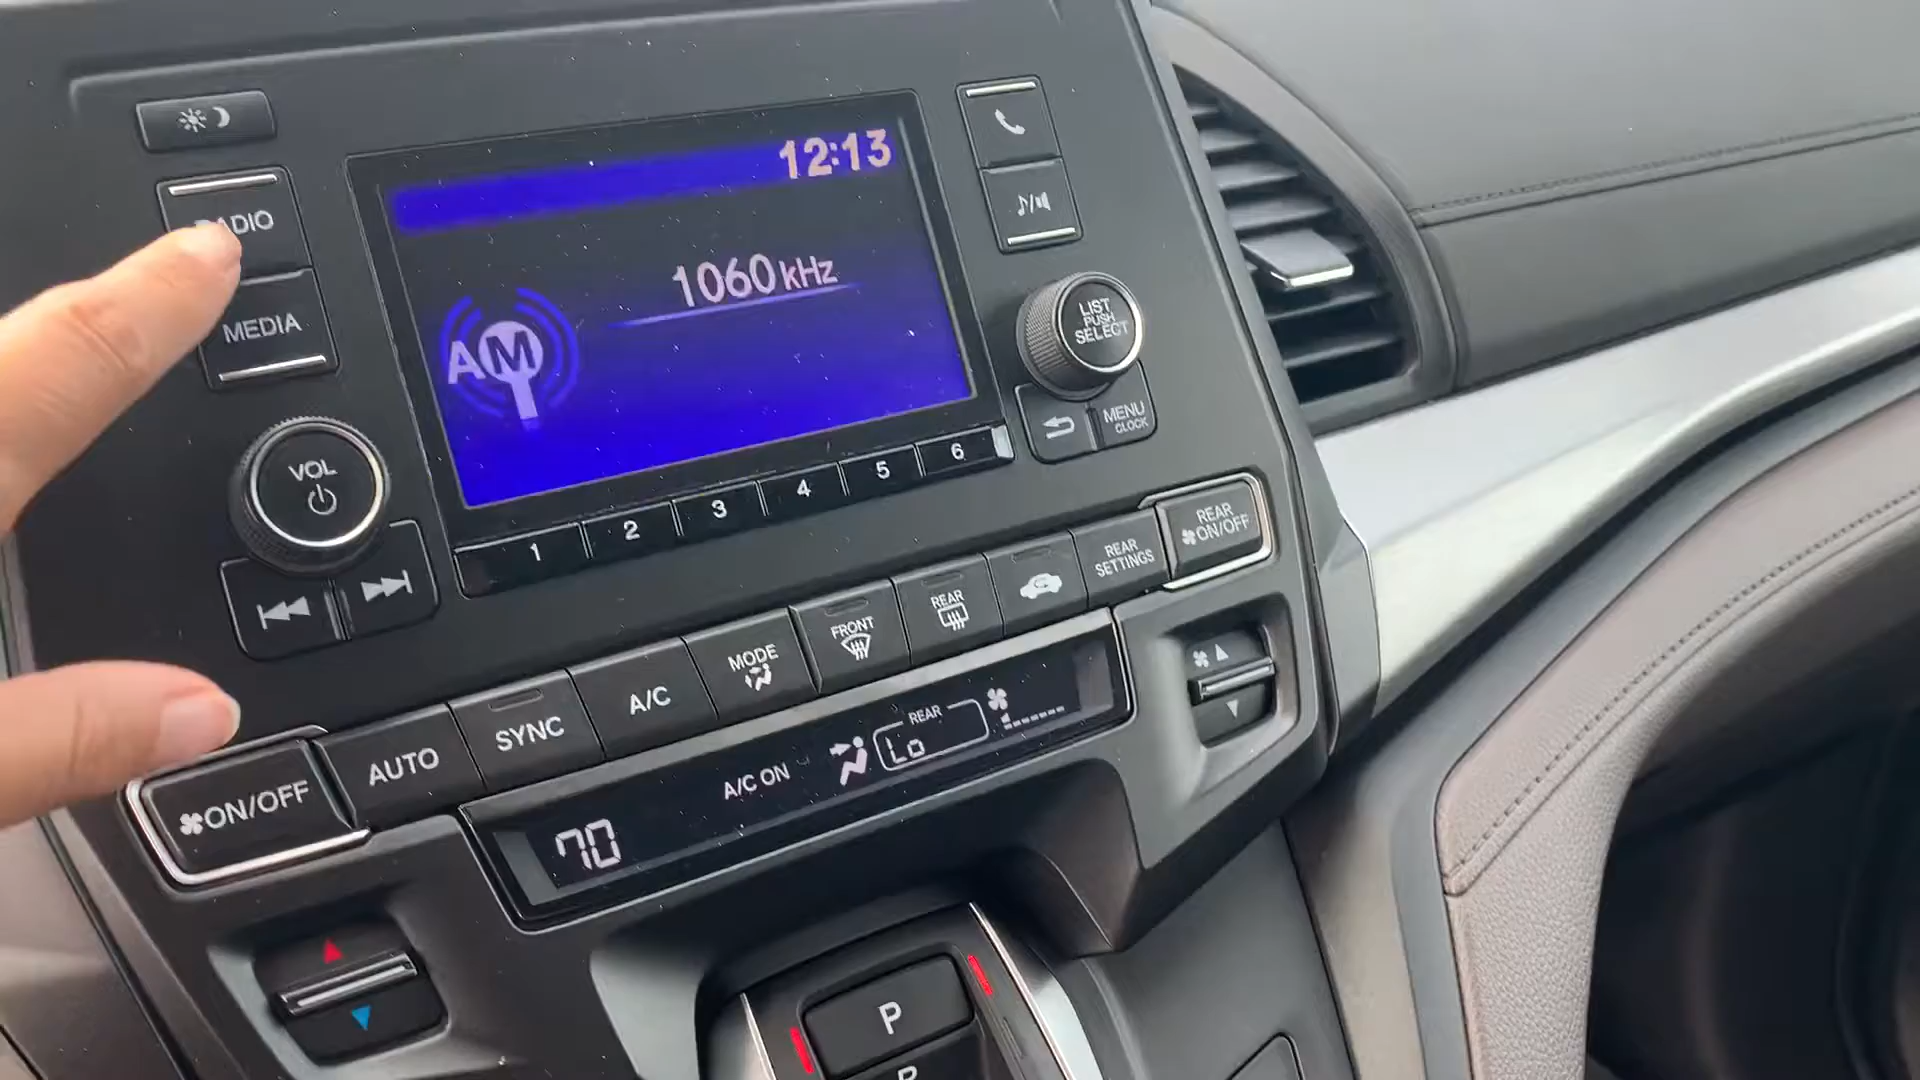 12:13
RADIO
1060 kHz
AM
MEDIA
LIST
PUSH
SELECT
MENU
CLOCK
VOL
1 2 3 4 5 6
REAR
ON/OFF
REAR
SETTINGS
REAR
FRONT
MODE
A/C
SYNC
AUTO
ON/OFF
REAR
Lo
A/C ON
70
P